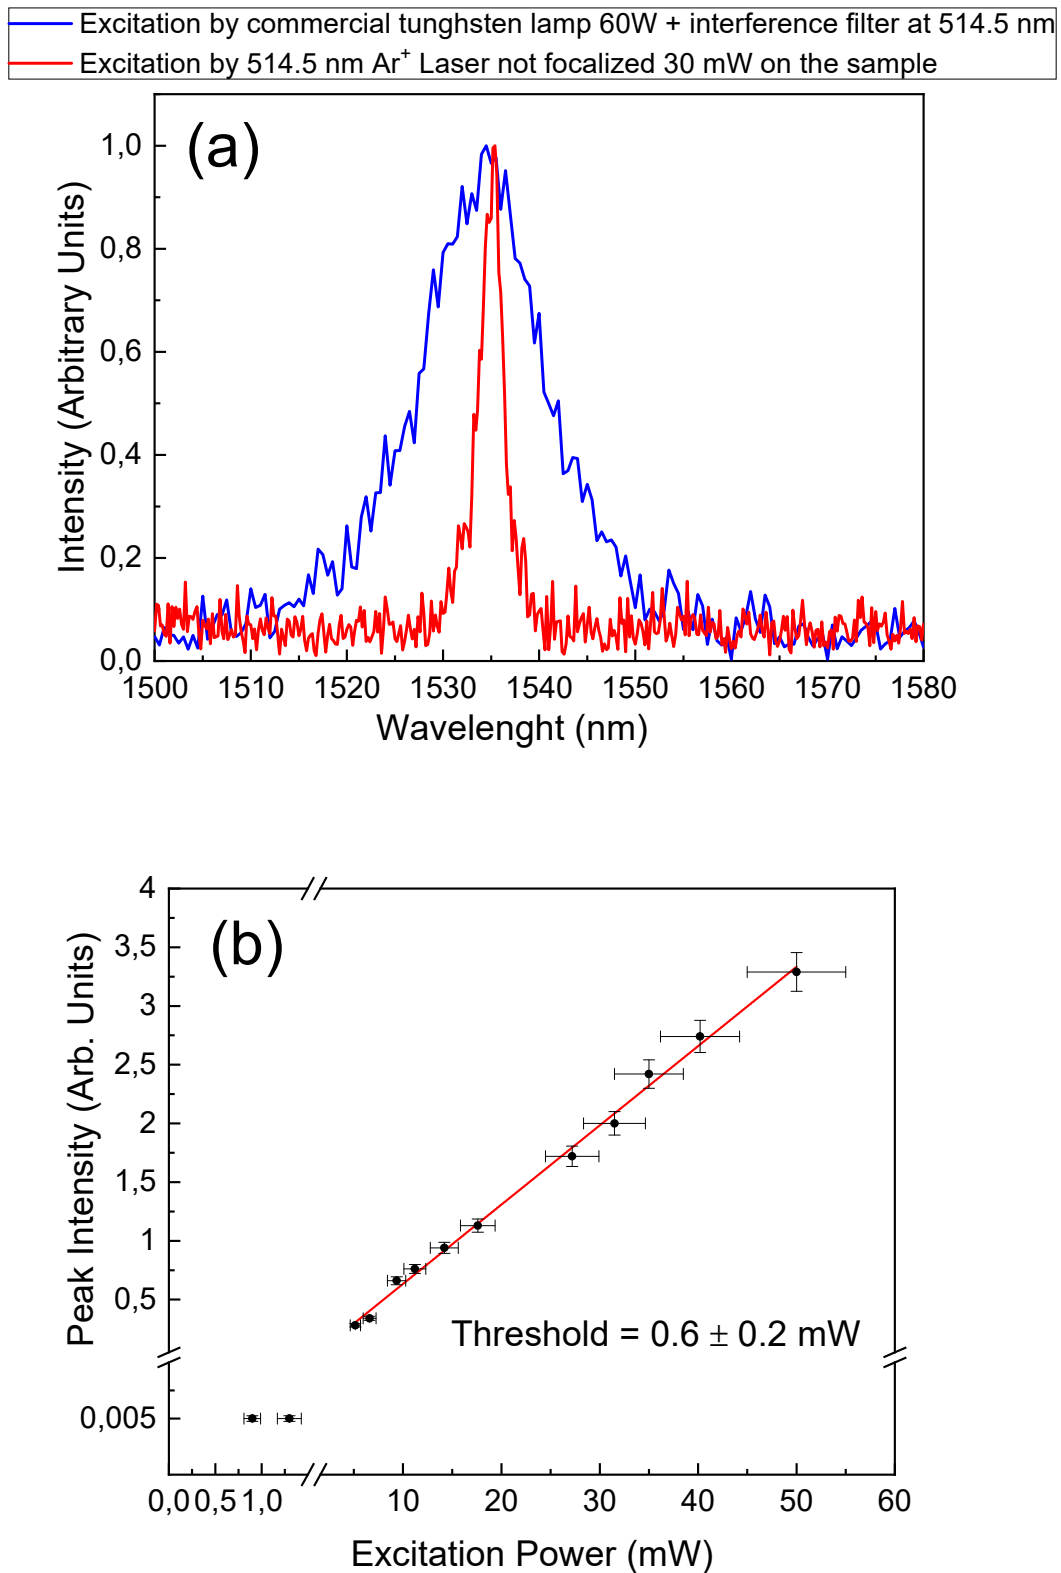 Excitation by commercial tunghsten lamp 60W + interference filter at 514.5 nm
Excitation by 514.5 nm Ar+ Laser not focalized 30 mW on the sample
(a)
Intensity (Arbitrary Units)
1,0
0,8
0,6
0,4
0,2
0,0
1500 1510 1520 1530 1540 1550 1560 1570 1580
Wavelenght (nm)
(b)
Peak Intensity (Arb. Units)
4
3,5
3
2,5
2
1,5
1
0,5
0,005
Threshold = 0.6 ± 0.2 mW
0,0 0,5 1,0 10 20 30 40 50 60
Excitation Power (mW)